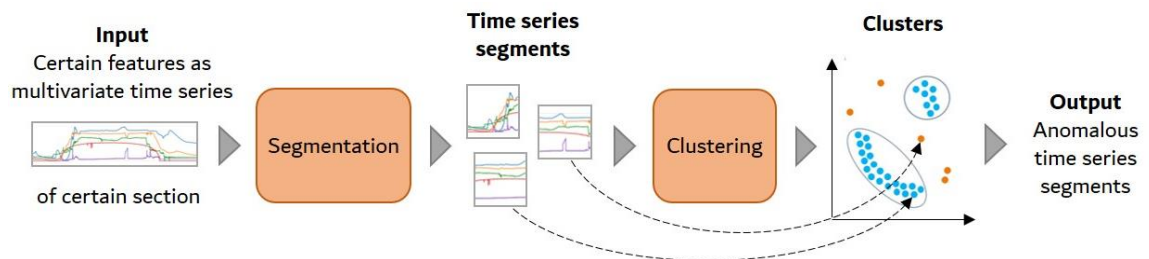 Input
Certain features as
multivariate time series
of certain section
Segmentation
Time series
segments
Clustering
Clusters
Output
Anomalous
time series
segments